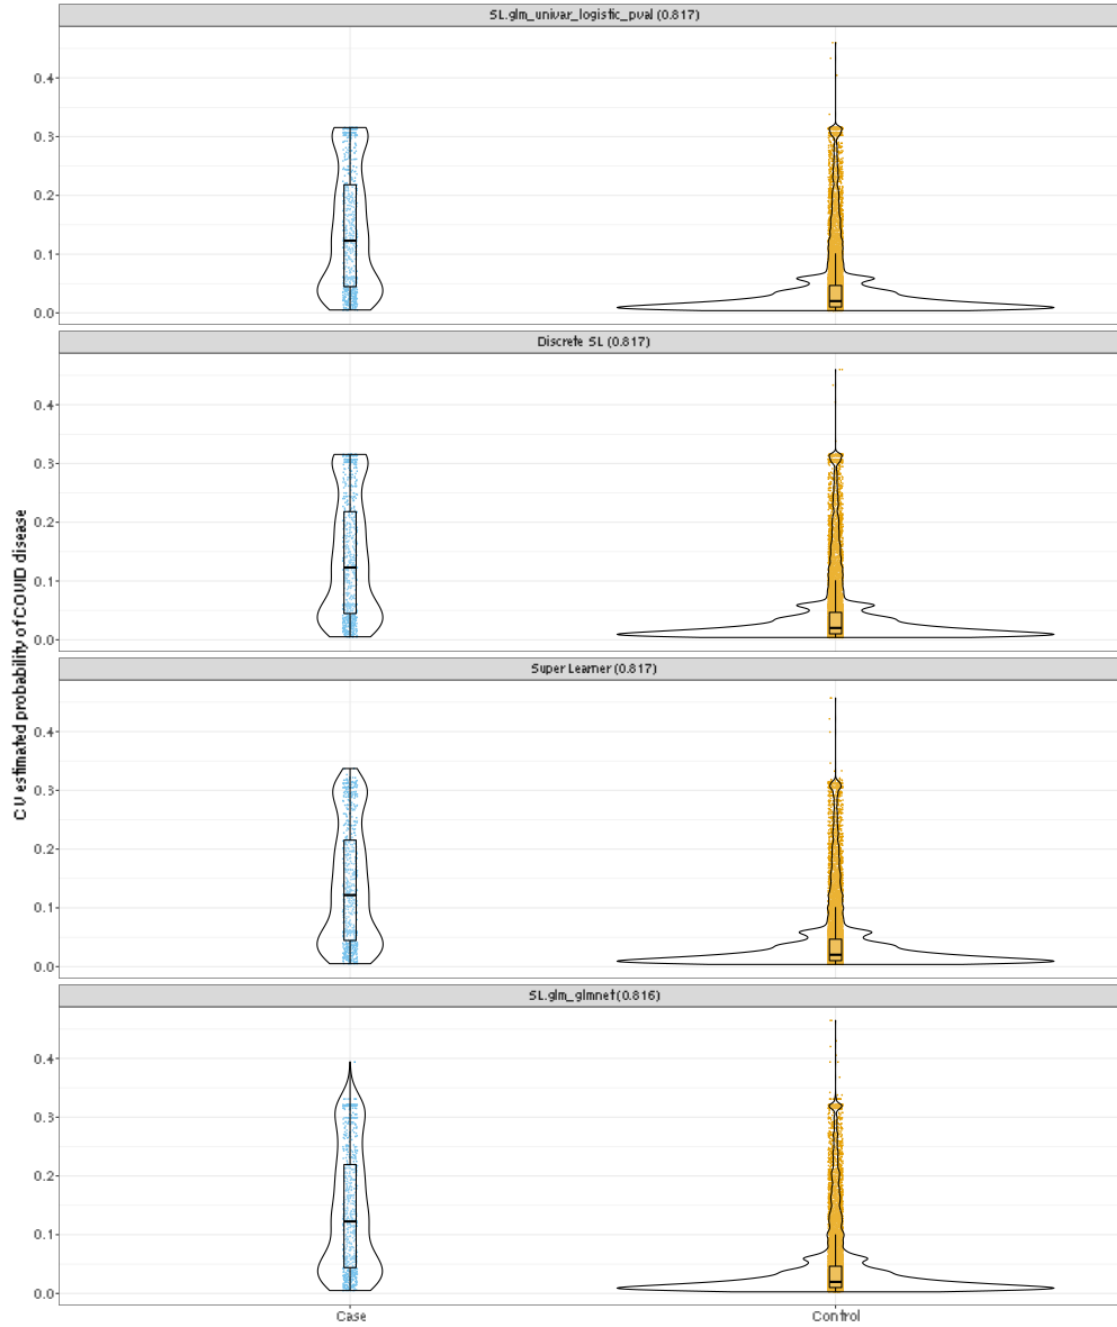 SL.glm_univar_logistic_pval (0.817)
0.4
0.3
0.2
0.1
0.0
Discrete SL (0.817)
0.4
0.3
0.2
0.1
0.0
CV estimated probability of COVID disease
Super Learner (0.817)
0.4
0.3
0.2
0.1
0.0
SL.glm_glmnet (0.816)
0.4
0.3
0.2
0.1
0.0
Case
Control